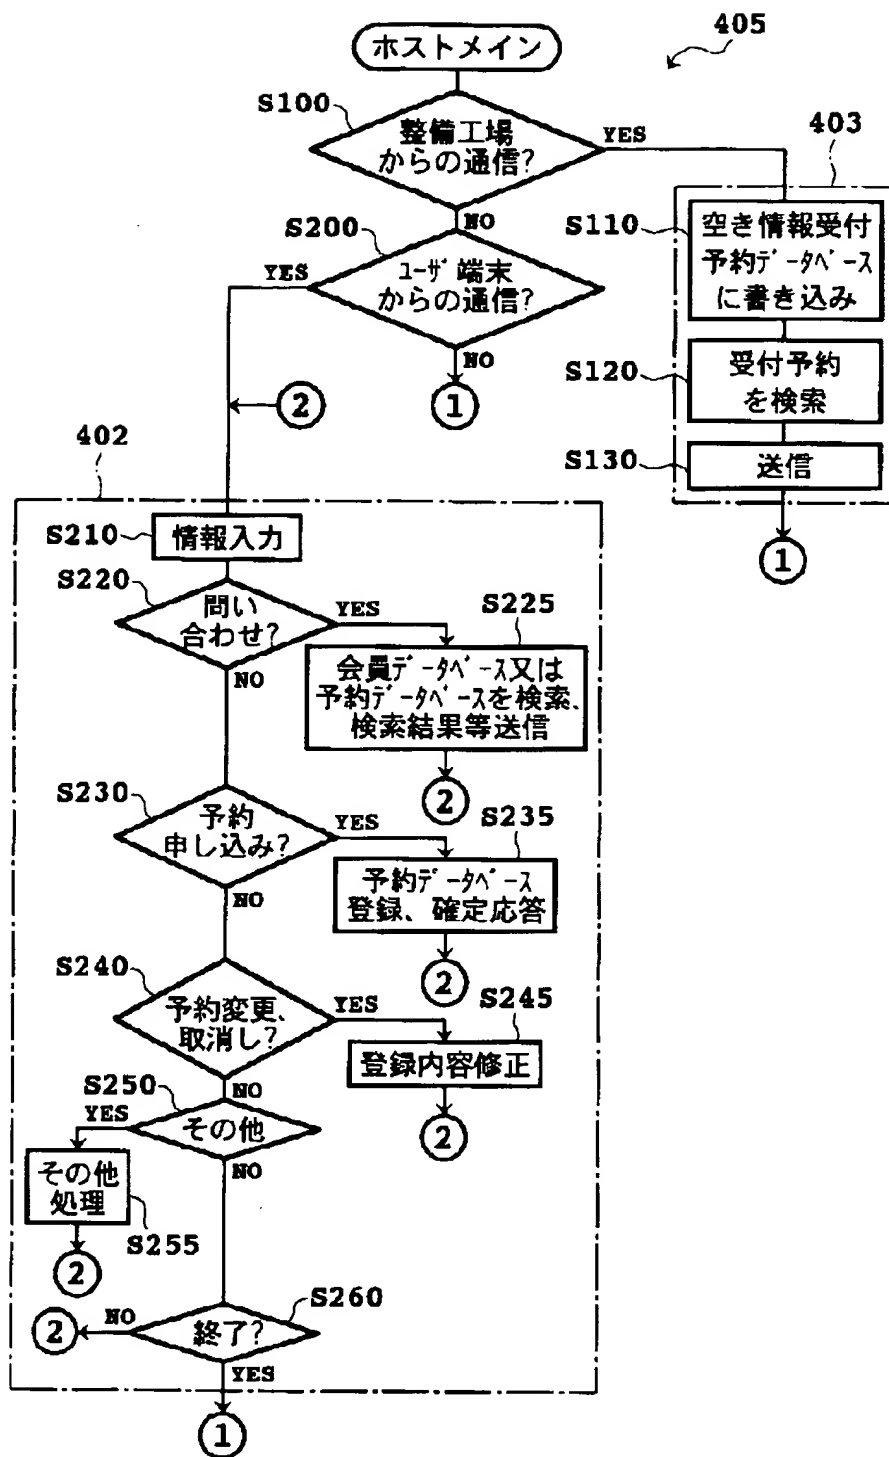 405
ホストメイン
S100
整備工場
からの通信?
YES
403
NO
S110
空き情報受付
予約データベース
に書き込み
S200
YES
ユーザ端末
からの通信?
NO
S120
受付予約
を検索
②
①
402
S130
送信
S210
情報入力
①
S220
問い
合わせ?
YES
S225
NO
会員データベース又は
予約データベースを検索、
検索結果等送信
②
S230
予約
申し込み?
YES
S235
NO
予約データベース
登録、確定応答
②
S240
予約変更、
取消し?
YES
S245
登録内容修正
NO
S250
YES
その他
②
NO
その他
処理
S255
②
S260
NO
②
終了?
YES
①